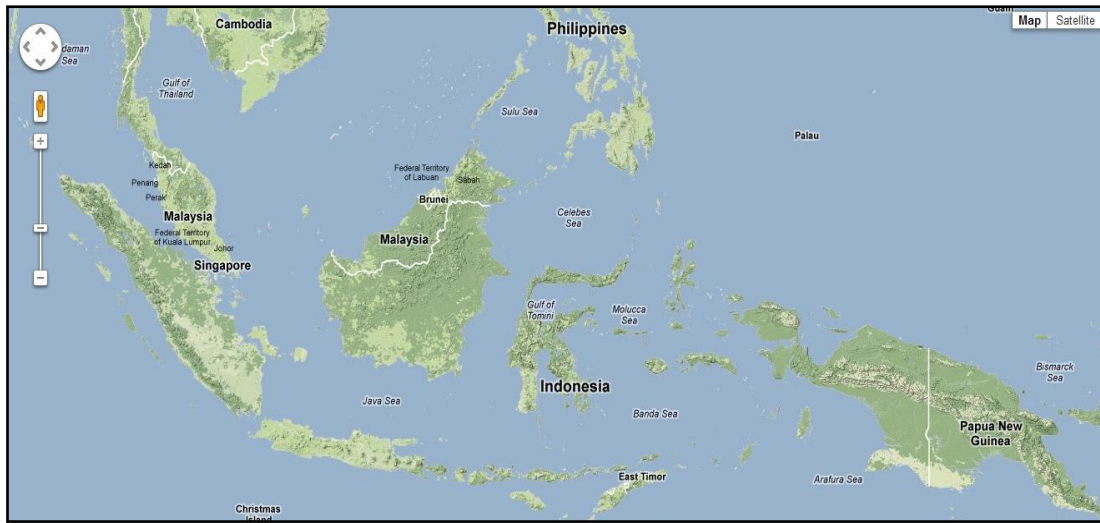 Guam
Map
Satellite
Cambodia
Philippines
Sea
Gulf of
Thailand
Sulu Sea
Palau
Kedah
Penang
Perak
Malaysia
Federal Territory
of Kuala Lumpur
Johor
Singapore
Federal Territory
of Labuan
Sabah
Brunei
Malaysia
Celebes
Sea
Gulf of
Tomini
Molucca
Sea
Indonesia
Java Sea
Banda Sea
Bismarck
Sea
Papua New
Guinea
East Timor
Arafura Sea
Christmas
Island